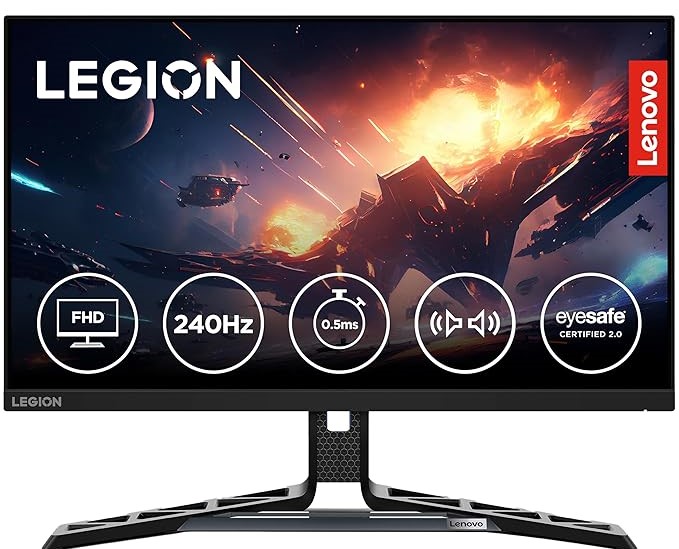 LEGION
Lenovo
FHD
240Hz
0.5ms
eyesafe®
CERTIFIED 2.0
LEGION
Lenovo